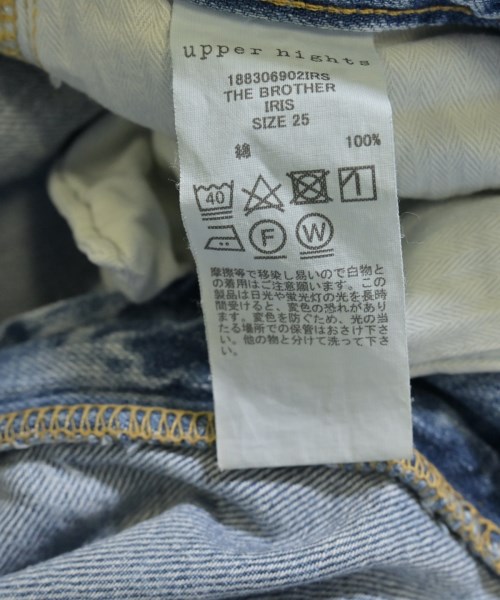 upper hights
188306902IRS
THE BROTHER
IRIS
SIZE 25
綿 100%
40
F W
摩擦等で移染し易いので白物と
の着用はご注意願います。この
製品は日光や蛍光灯の光を長時
間受けると、変色の恐れがあり
ます。変色を防ぐため、光の当
たる場所での保管はおさけ下さ
い。他の物と分けて洗って下さ
い。